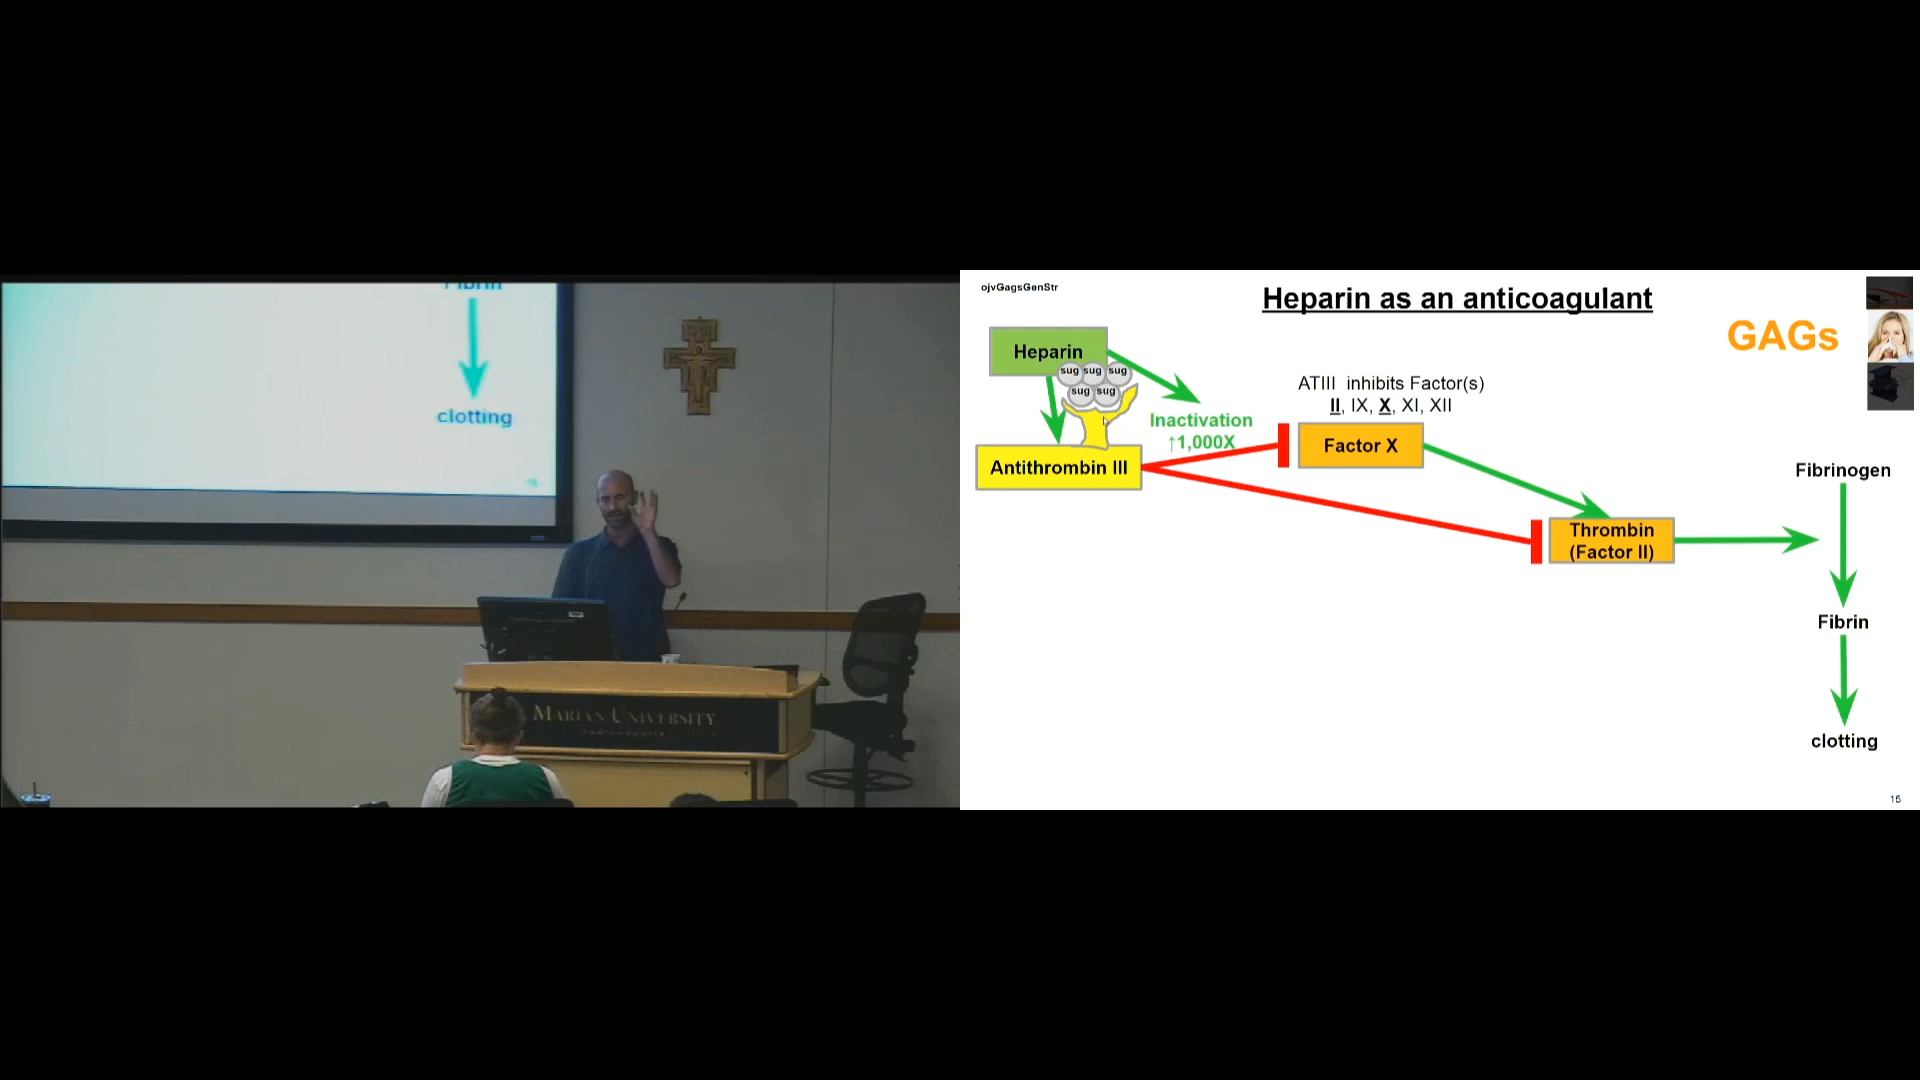 Fibrin
clotting
MARIAN UNIVERSITY
ojvGagsGenStr
Heparin as an anticoagulant
GAGs
Heparin
sug sug sug
sug sug
Inactivation
↑1,000X
Antithrombin III
ATIII inhibits Factor(s)
II, IX, X, XI, XII
Factor X
Thrombin
(Factor II)
Fibrinogen
Fibrin
clotting
15